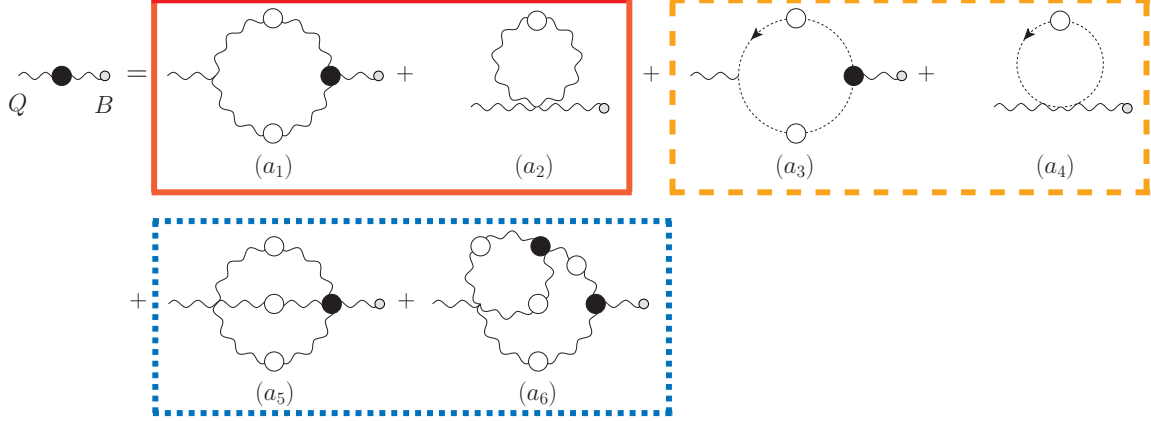 Q B = + + +
(a₁) (a₂) (a₃) (a₄)
+ +
(a₅) (a₆)